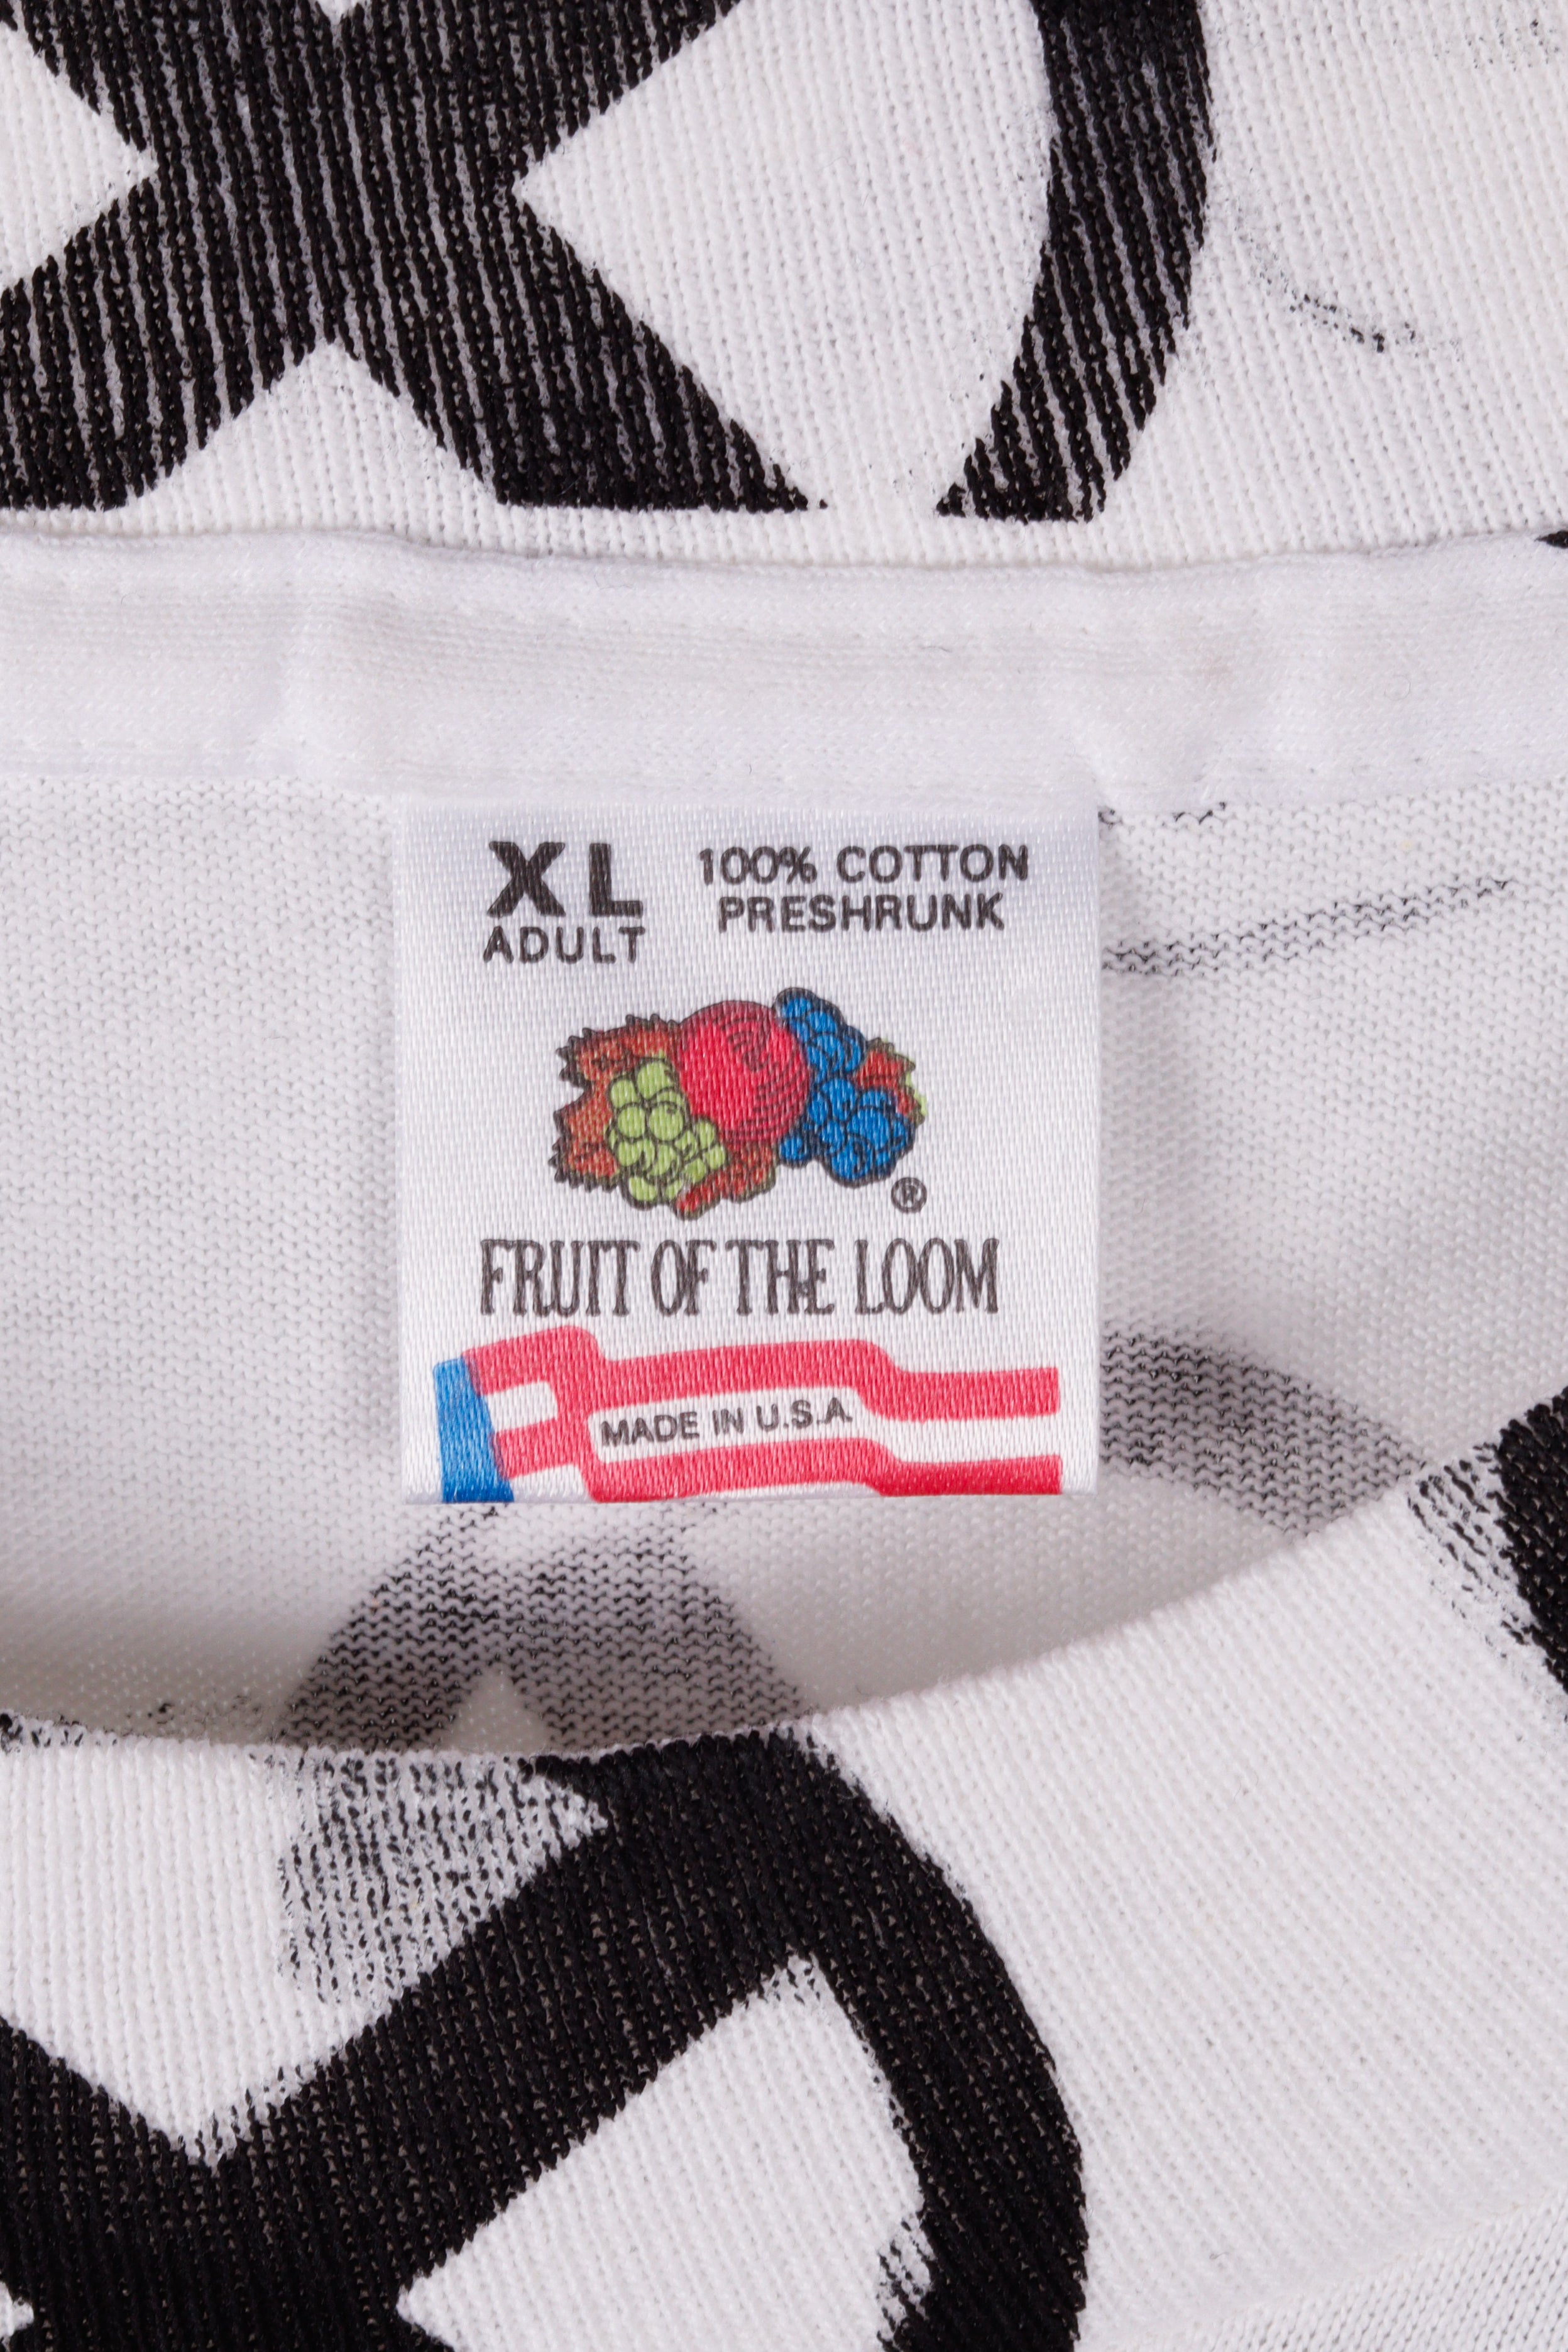 XL
ADULT
100% COTTON
PRESHRUNK
®
FRUIT OF THE LOOM
MADE IN U.S.A.